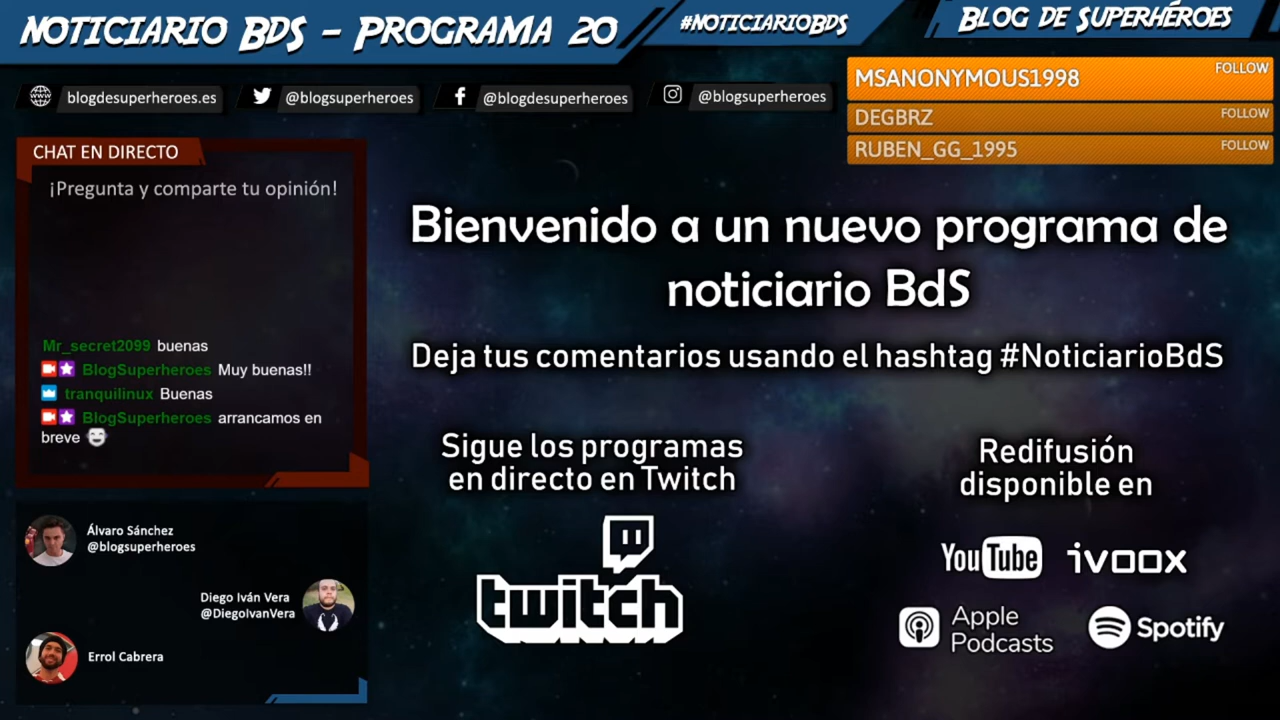 NOTICIARIO BDS – PROGRAMA 20
#NOTICIARIOBDS
BLOG DE SUPERHÉROES
www
blogdesuperheroes.es
@blogsuperheroes
@blogdesuperheroes
@blogsuperheroes
MSANONYMOUS1998 FOLLOW
DEGBRZ FOLLOW
RUBEN_GG_1995 FOLLOW
CHAT EN DIRECTO
¡Pregunta y comparte tu opinión!
Mr_secret2099 buenas
BlogSuperheroes Muy buenas!!
tranquilinux Buenas
BlogSuperheroes arrancamos en
breve
Bienvenido a un nuevo programa de
noticiario BdS
Deja tus comentarios usando el hashtag #NoticiarioBdS
Sigue los programas
en directo en Twitch
twitch
Redifusión
disponible en
YouTube
ivoox
Apple
Podcasts
Spotify
Álvaro Sánchez
@blogsuperheroes
Diego Iván Vera
@DiegoIvanVera
Errol Cabrera